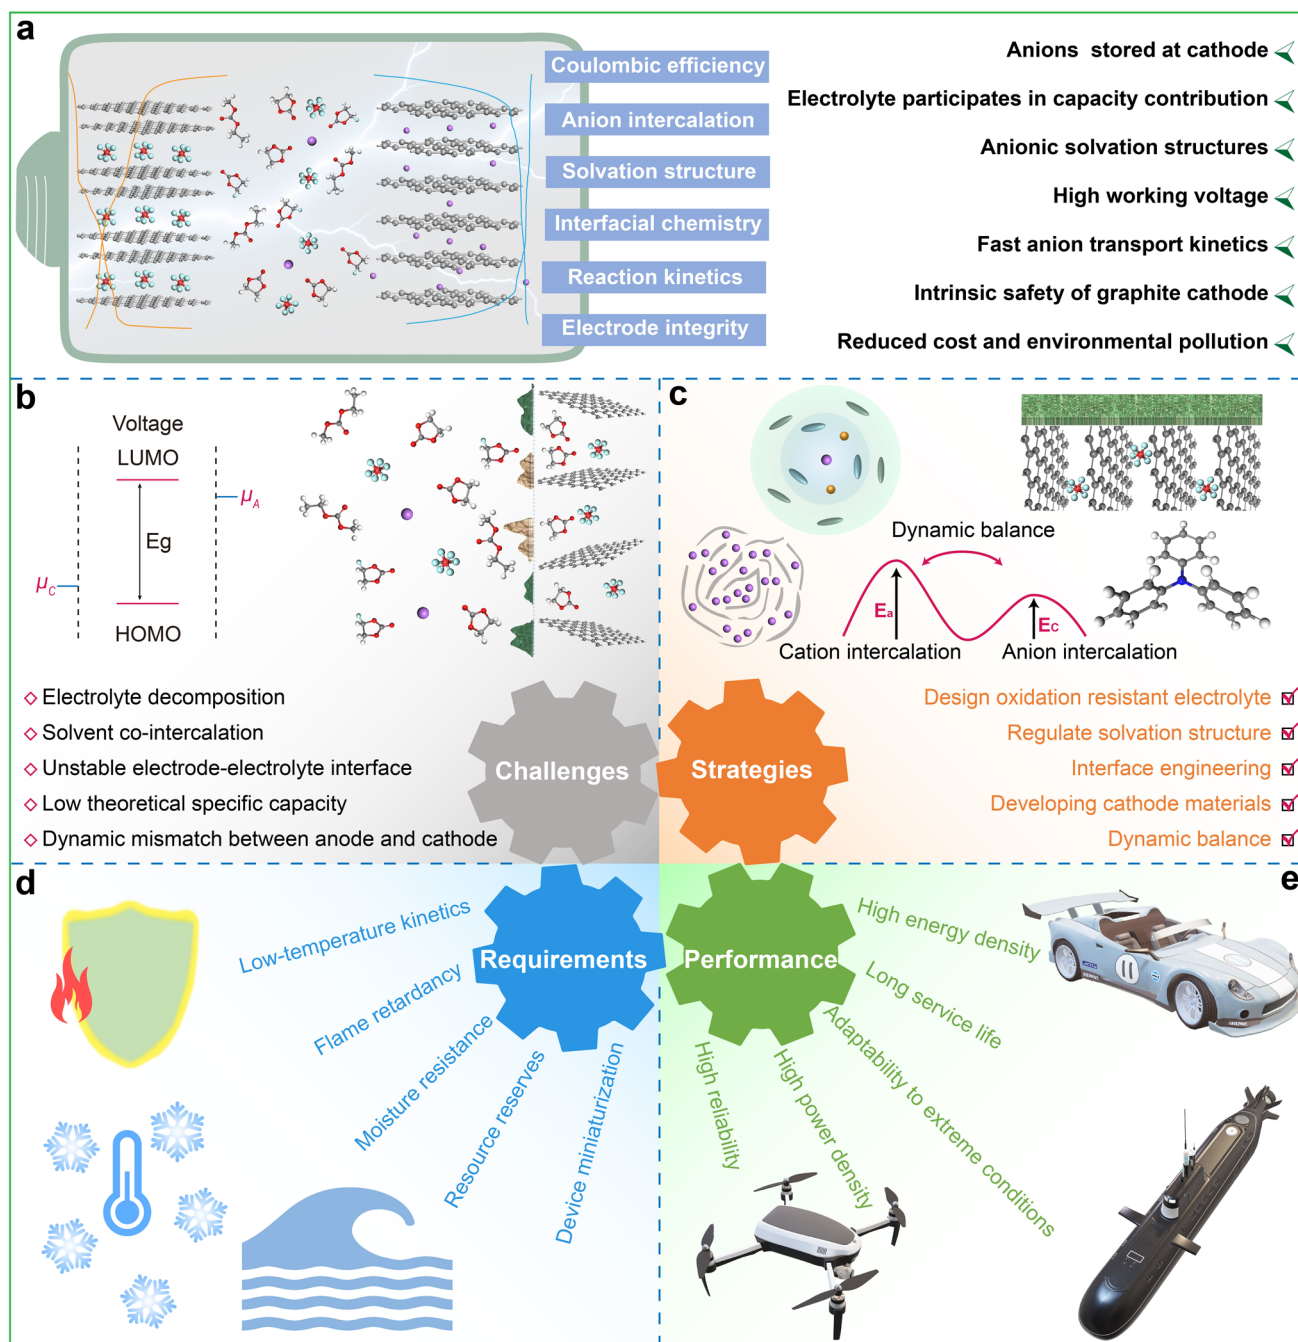 a
Coulombic efficiency
Anion intercalation
Solvation structure
Interfacial chemistry
Reaction kinetics
Electrode integrity
Anions stored at cathode
Electrolyte participates in capacity contribution
Anionic solvation structures
High working voltage
Fast anion transport kinetics
Intrinsic safety of graphite cathode
Reduced cost and environmental pollution
b
Voltage
LUMO
μA
Eg
μC
HOMO
Electrolyte decomposition
Solvent co-intercalation
Unstable electrode-electrolyte interface
Low theoretical specific capacity
Dynamic mismatch between anode and cathode
Challenges
c
Dynamic balance
Ea
Ec
Cation intercalation
Anion intercalation
Strategies
Design oxidation resistant electrolyte
Regulate solvation structure
Interface engineering
Developing cathode materials
Dynamic balance
d
Requirements
Low-temperature kinetics
Flame retardancy
Moisture resistance
Resource reserves
Device miniaturization
e
Performance
High energy density
Long service life
Adaptability to extreme conditions
High power density
High reliability
11